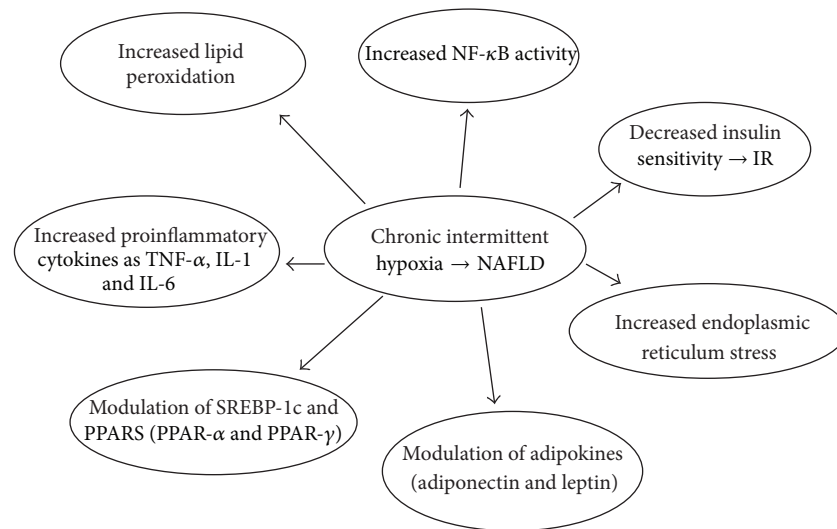 Increased lipid
peroxidation
Increased NF-κB activity
Decreased insulin
sensitivity → IR
Increased proinflammatory
cytokines as TNF-α, IL-1
and IL-6
Chronic intermittent
hypoxia → NAFLD
Increased endoplasmic
reticulum stress
Modulation of SREBP-1c and
PPARS (PPAR-α and PPAR-γ)
Modulation of adipokines
(adiponectin and leptin)